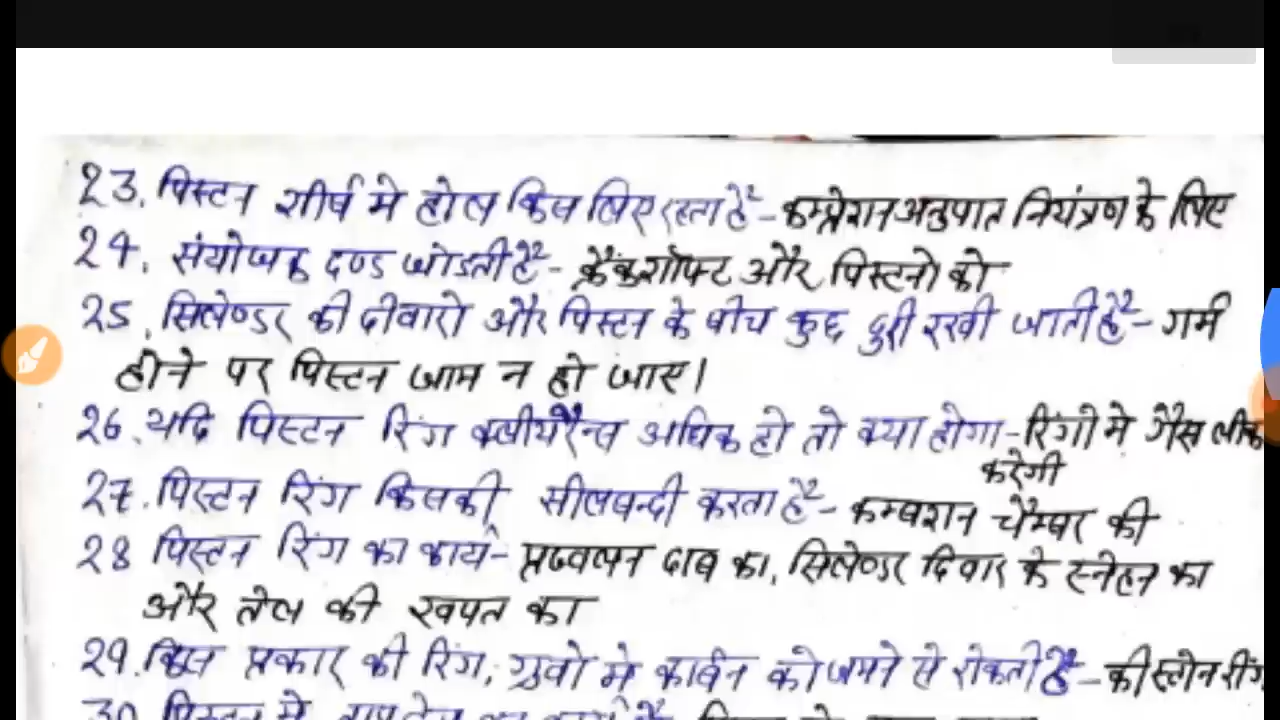 23. पिस्टन शीर्ष मे होल किस लिए रहता है - कम्प्रेशन अनुपात नियंत्रण के लिए
24. संयोजक दण्ड जोडती है - क्रैंकशॉफ्ट और पिस्टनो को
25. सिलेण्डर की दीवारो और पिस्टन के बीच कुछ दुरी रखी जाती है - गर्म
होने पर पिस्टन जाम न हो जाए।
26. यदि पिस्टन रिंग क्लीयरैन्स अधिक हो तो क्या होगा - रिंगो मे गैस लीक
करेगी
27. पिस्टन रिंग किसकी सीलबन्दी करता है - कम्बशन चैम्बर की
28 पिस्टन रिंग का कार्य - प्रज्वलन दाब का, सिलेण्डर दिवार के स्नेहन का
और तेल की खपत का
29. किस प्रकार की रिंग, ग्रुवो मे कार्बन को जमने से रोकती है - कीस्टोन रींग
30. पिस्टन मे